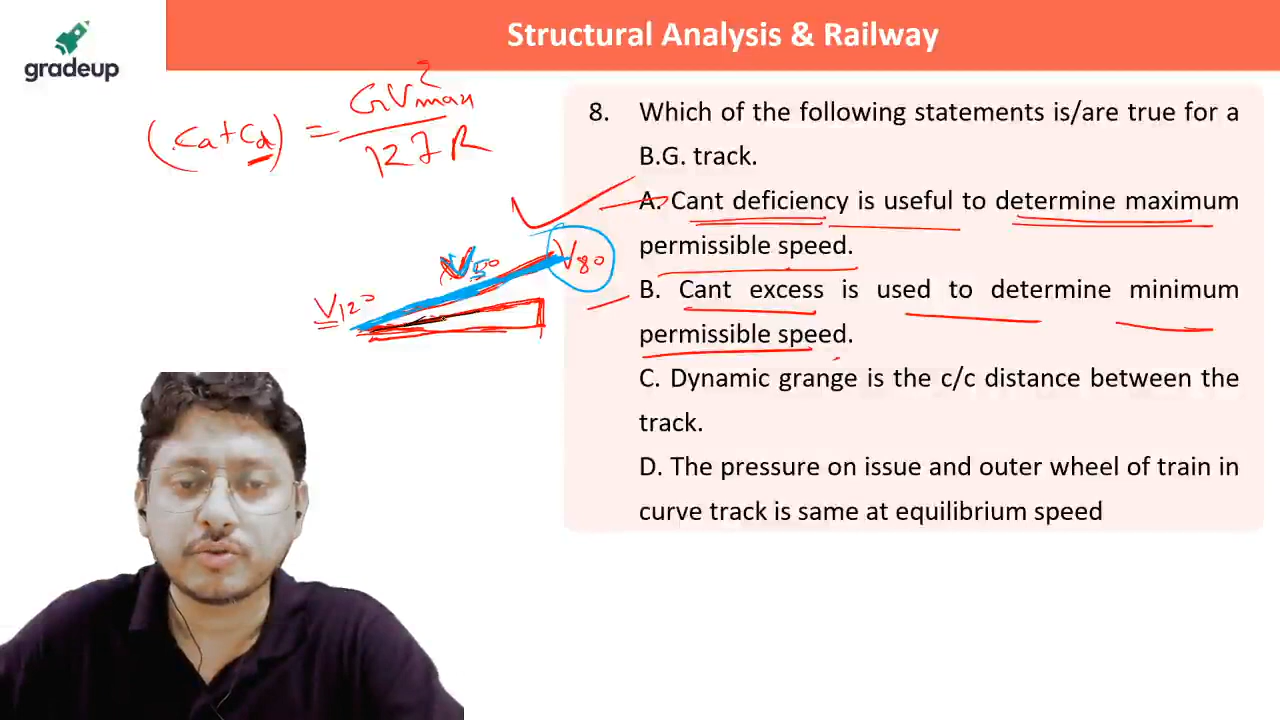 Structural Analysis & Railway
gradeup
(Ca+Cd) = GV²max / 127 R
8. Which of the following statements is/are true for a
B.G. track.
A. Cant deficiency is useful to determine maximum
permissible speed.
B. Cant excess is used to determine minimum
permissible speed.
C. Dynamic grange is the c/c distance between the
track.
D. The pressure on issue and outer wheel of train in
curve track is same at equilibrium speed
V50
V80
V120